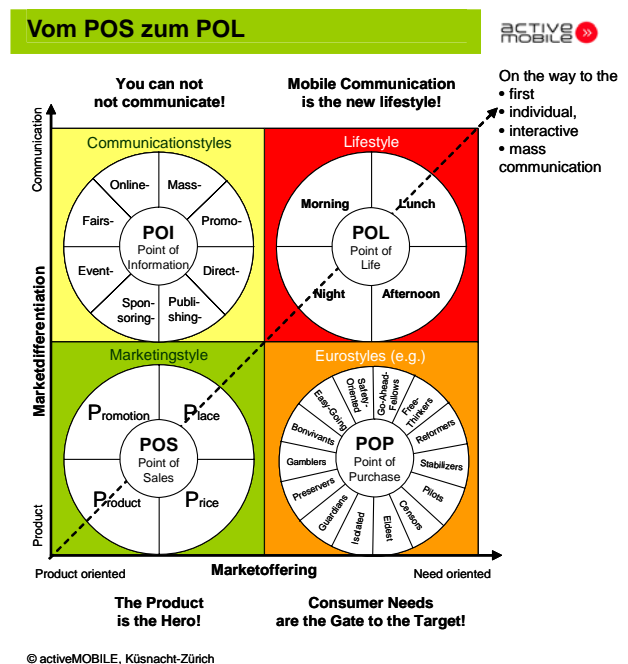 Vom POS zum POL
ACTIVE
MOBILE
You can not
not communicate!
Mobile Communication
is the new lifestyle!
On the way to the
• first
• individual,
• interactive
• mass
communication
Communication
Marketdifferentiation
Product
Communicationstyles
Online-
Mass-
Fairs-
Promo-
POI
Point of
Information
Event-
Direct-
Spon-
soring-
Publi-
shing-
Lifestyle
Morning
Lunch
POL
Point of
Life
Night
Afternoon
Marketingstyle
Promotion
Place
POS
Point of
Sales
Product
Price
Eurostyles (e.g.)
Safety-
Oriented
Go-Ahead-
Fellows
Easy-Going
Free-
Thinkers
Bonvivants
Reformers
POP
Point of
Purchase
Gamblers
Stabilizers
Preservers
Pilots
Guardians
Censors
Isolated
Eldest
Product oriented
Marketoffering
Need oriented
The Product
is the Hero!
Consumer Needs
are the Gate to the Target!
© activeMOBILE, Küsnacht-Zürich